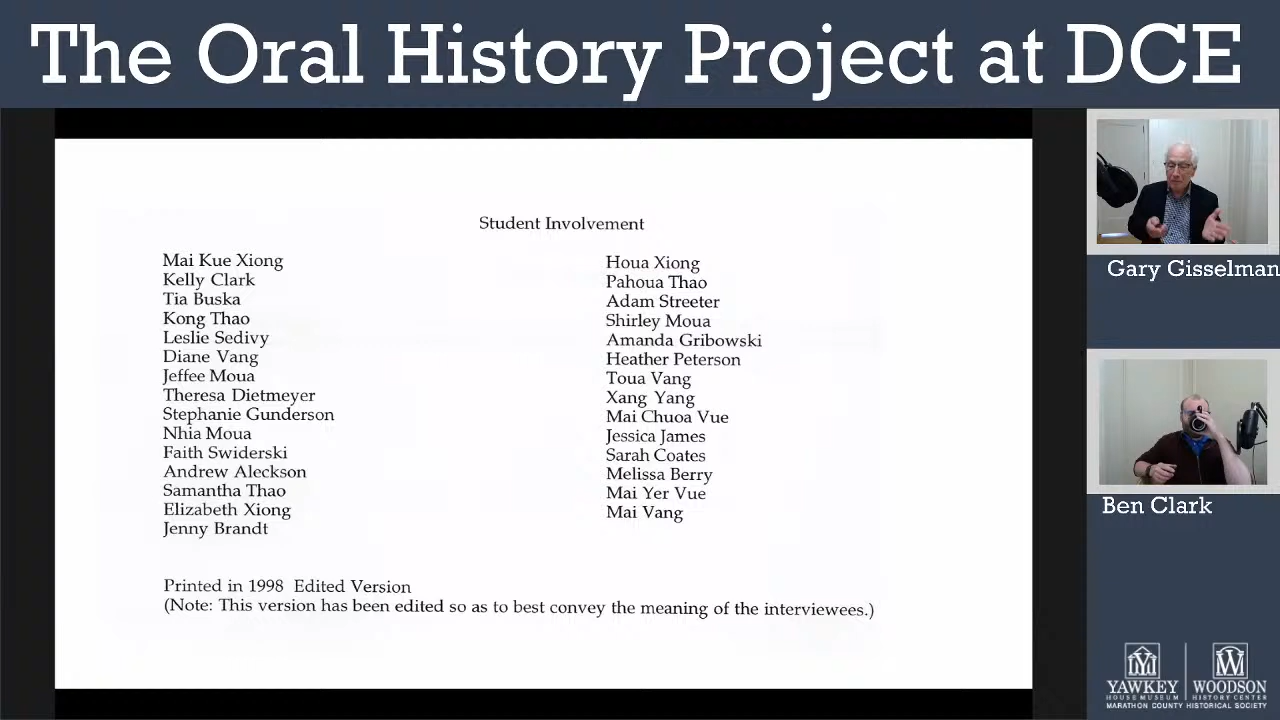 The Oral History Project at DCE
Student Involvement
Mai Kue Xiong
Kelly Clark
Tia Buska
Kong Thao
Leslie Sedivy
Diane Vang
Jeffee Moua
Theresa Dietmeyer
Stephanie Gunderson
Nhia Moua
Faith Swiderski
Andrew Aleckson
Samantha Thao
Elizabeth Xiong
Jenny Brandt
Houa Xiong
Pahoua Thao
Adam Streeter
Shirley Moua
Amanda Gribowski
Heather Peterson
Toua Vang
Xang Yang
Mai Chuoa Vue
Jessica James
Sarah Coates
Melissa Berry
Mai Yer Vue
Mai Vang
Printed in 1998 Edited Version
(Note: This version has been edited so as to best convey the meaning of the interviewees.)
Gary Gisselman
Ben Clark
YAWKEY
HOUSE MUSEUM
WOODSON
HISTORY CENTER
MARATHON COUNTY HISTORICAL SOCIETY